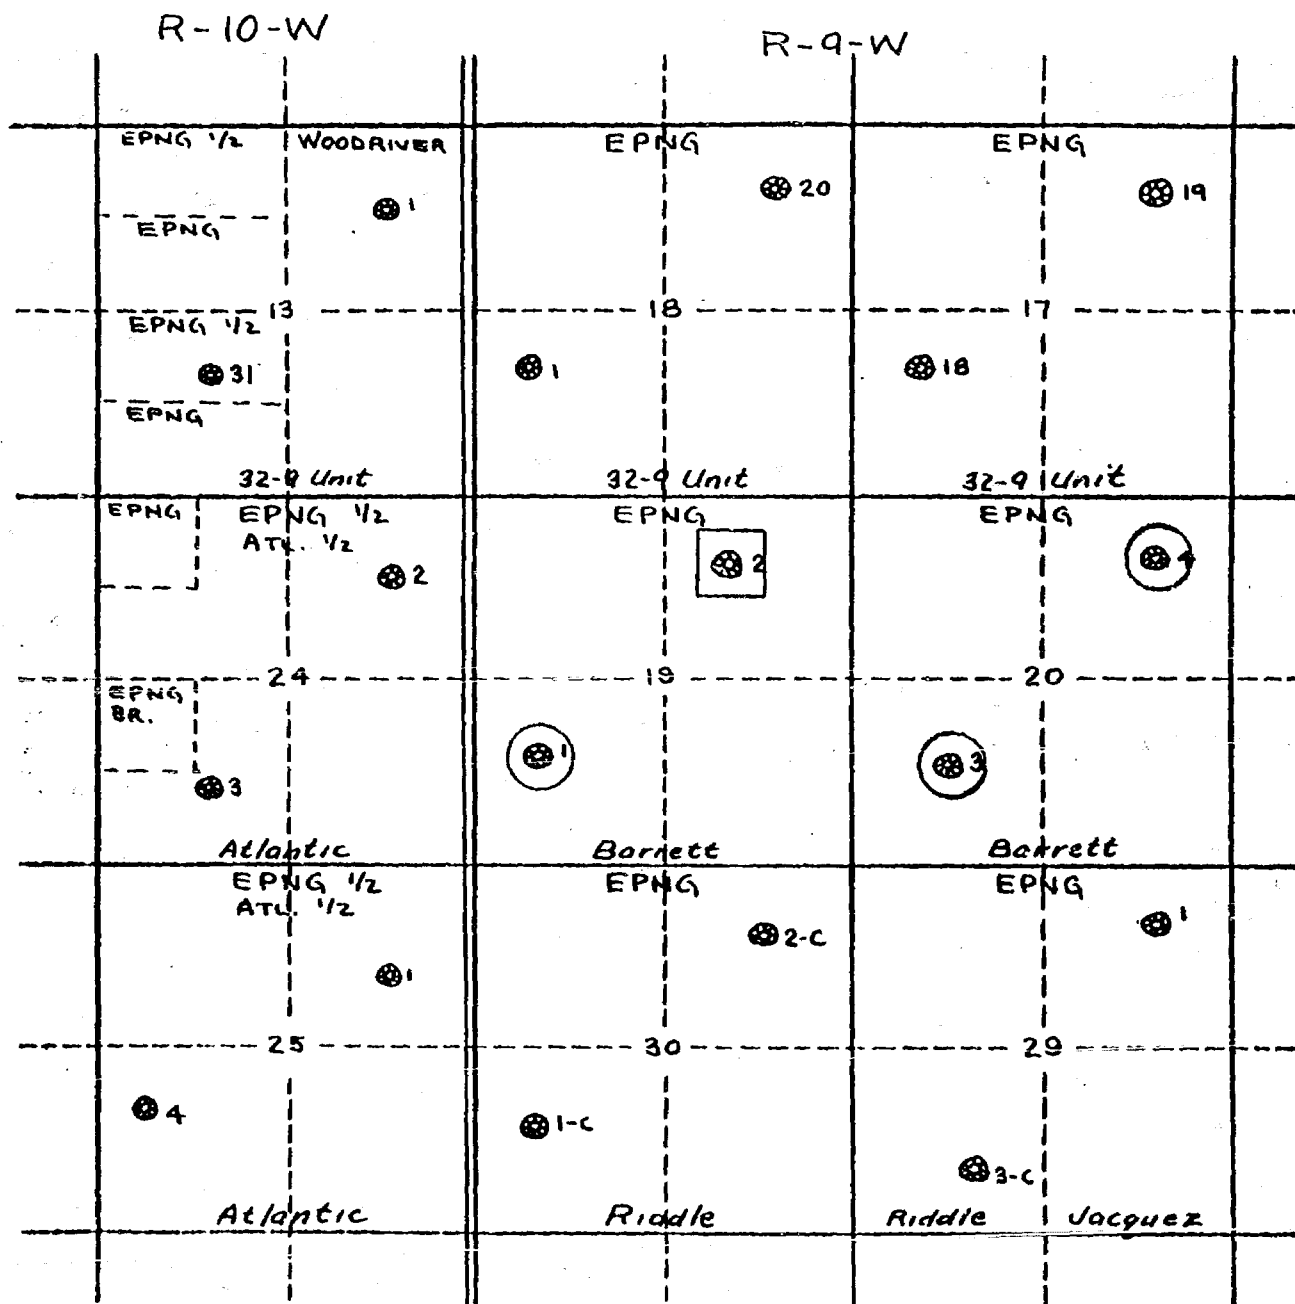 R-10-W
R-9-W
EPNG 1/2
WOODRIVER
EPNG
EPNG
1
20
19
EPNG
13
18
17
EPNG 1/2
31
1
18
EPNG
32-9 Unit
32-9 Unit
32-9 Unit
EPNG
EPNG 1/2
ATL. 1/2
EPNG
EPNG
2
2
4
24
19
20
EPNG
BR.
3
1
3
Atlantic
Barrett
Barrett
EPNG 1/2
ATL. 1/2
EPNG
EPNG
1
2-C
1
25
30
29
4
1-C
3-C
Atlantic
Riddle
Riddle
Jacquez